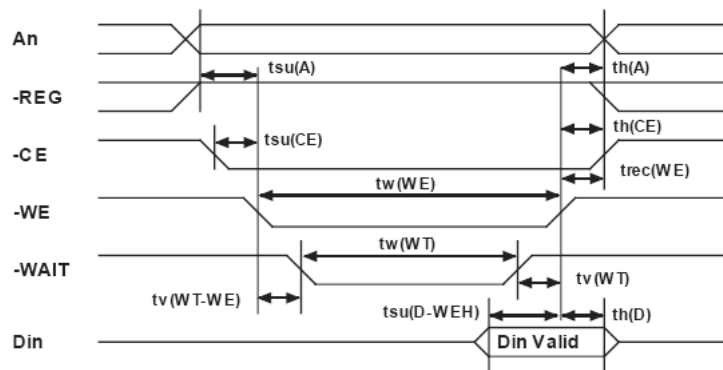 An
tsu(A)
th(A)
-REG
tsu(CE)
th(CE)
-CE
tw(WE)
trec(WE)
-WE
tw(WT)
-WAIT
tv(WT-WE)
tv(WT)
tsu(D-WEH)
th(D)
Din
Din Valid